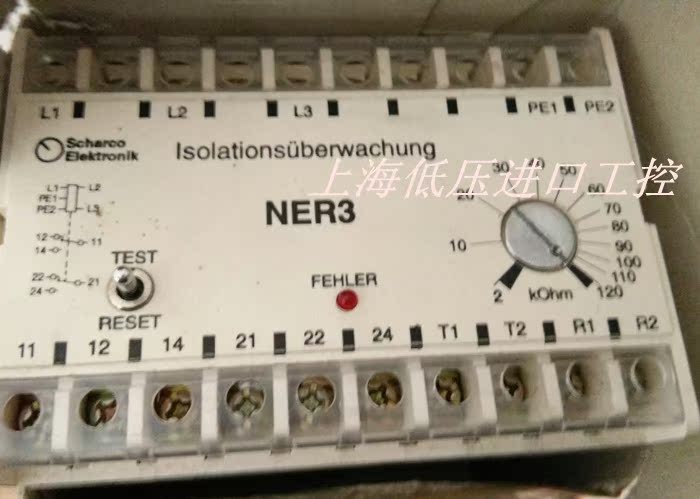 L1 L2 L3 PE1 PE2
Scharco
Elektronik
Isolationsüberwachung
上海低压进口工控
NER3
L1 L2
PE1
PE2 L3
12 11
14
22 21
24
TEST
RESET
FEHLER
2 10 20 30 40 50 60 70 80 90 100 110 120
kOhm
11 12 14 21 22 24 T1 T2 R1 R2